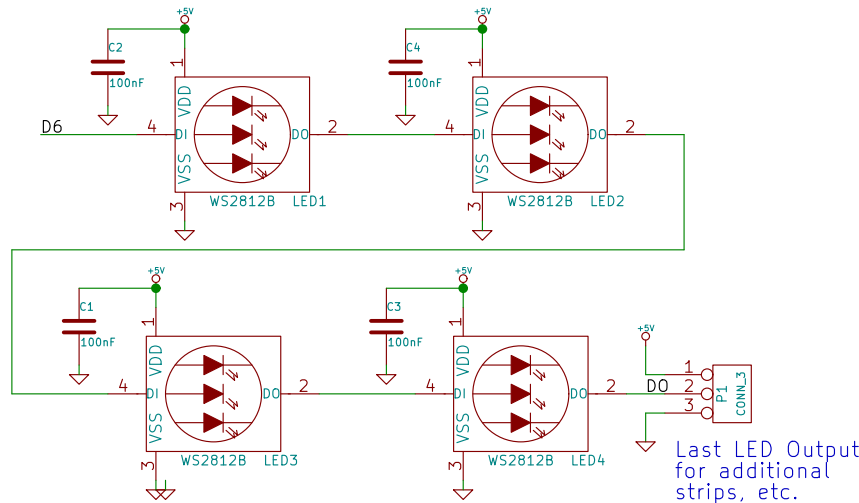 +5V
+5V
C2
100nF
C4
100nF
1
1
VDD
VDD
D6
4
DI
DO
2
4
DI
DO
2
VSS
VSS
3
WS2812B LED1
3
WS2812B LED2
+5V
+5V
C1
100nF
C3
100nF
+5V
1
1
VDD
VDD
4
DI
DO
2
4
DI
DO
2
DO
1
2
3
P1
CONN_3
VSS
VSS
3
WS2812B LED3
3
WS2812B LED4
Last LED Output
for additional
strips, etc.